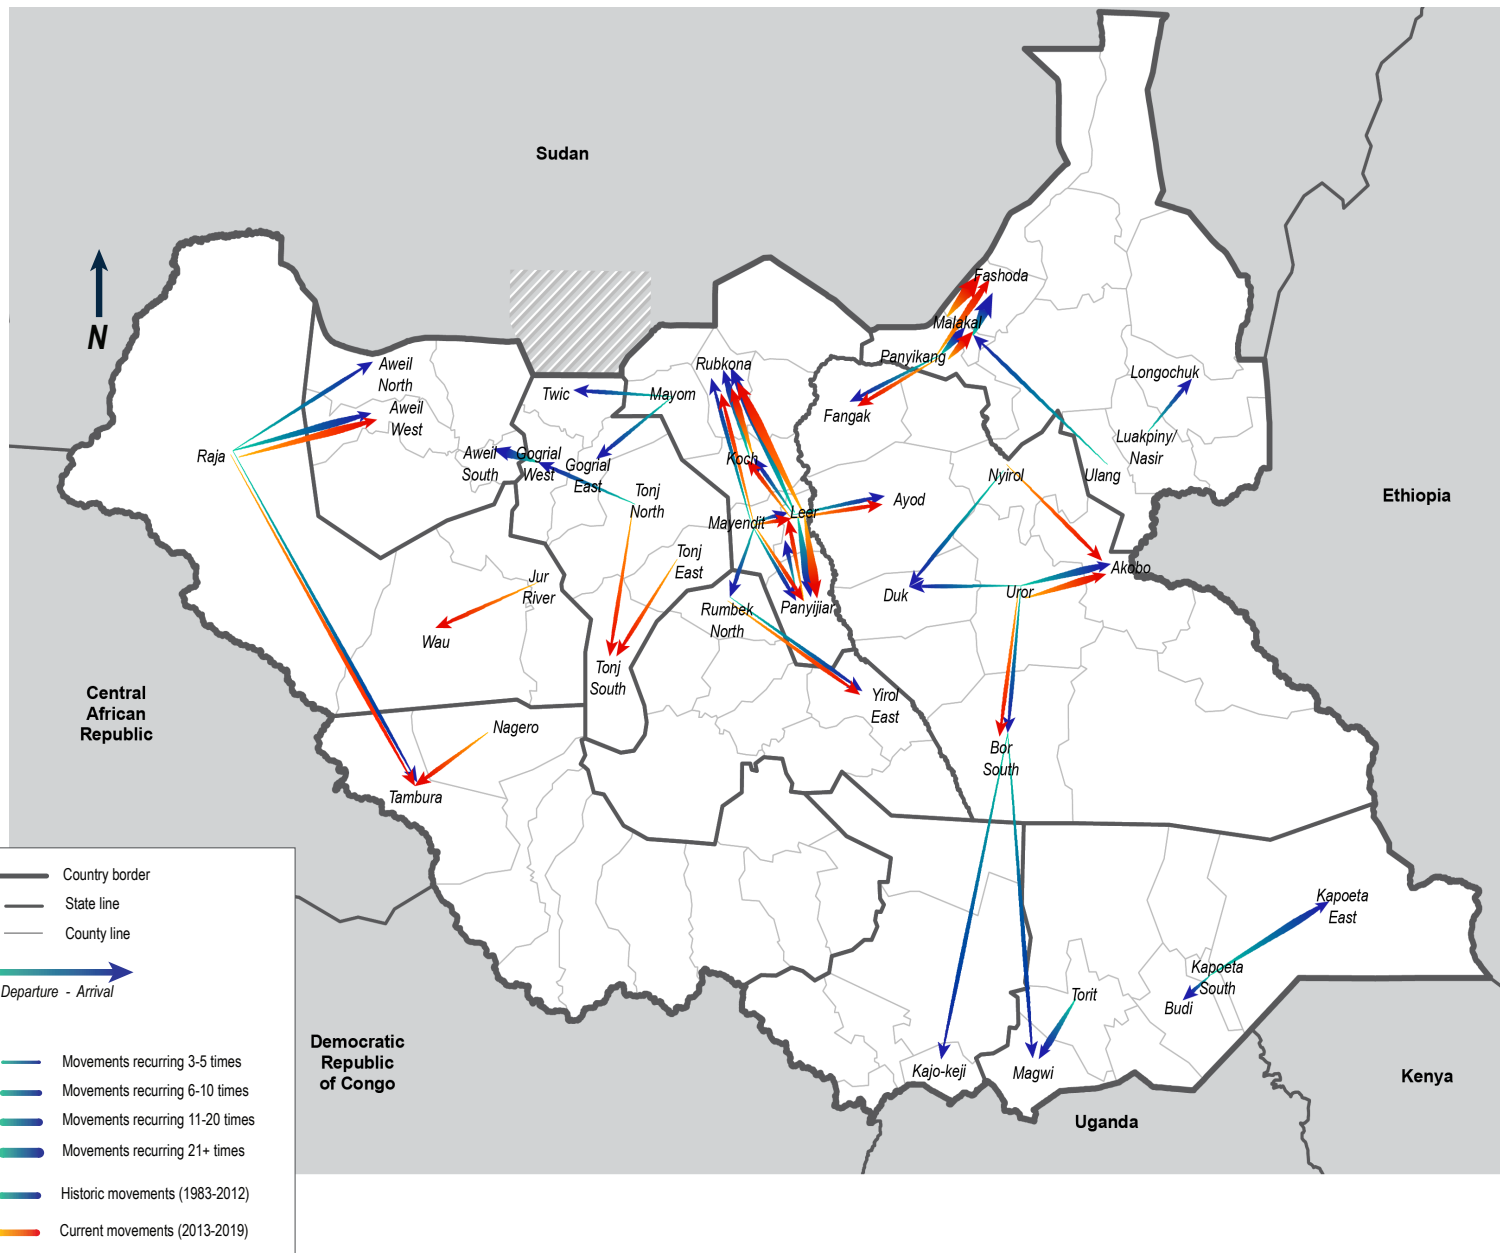 Sudan
Fashoda
Malakal
Panyikang
Rubkona
Aweil
North
Twic
Mayom
Longochuk
Aweil
West
Fangak
N
Raja
Aweil
South
Gogrial
West
Gogrial
East
Koch
Luakpiny/
Nasir
Nyirol
Ulang
Ethiopia
Tonj
North
Ayod
Leer
Mayendit
Tonj
East
Akobo
Jur
River
Duk
Uror
Rumbek
North
Panyijiar
Wau
Tonj
South
Yirol
East
Central
African
Republic
Nagero
Bor
South
Tambura
Country border
State line
County line
Departure - Arrival
Kapoeta
East
Kapoeta
South
Torit
Budi
Democratic
Republic
of Congo
Kajo-keji
Magwi
Kenya
Uganda
Movements recurring 3-5 times
Movements recurring 6-10 times
Movements recurring 11-20 times
Movements recurring 21+ times
Historic movements (1983-2012)
Current movements (2013-2019)